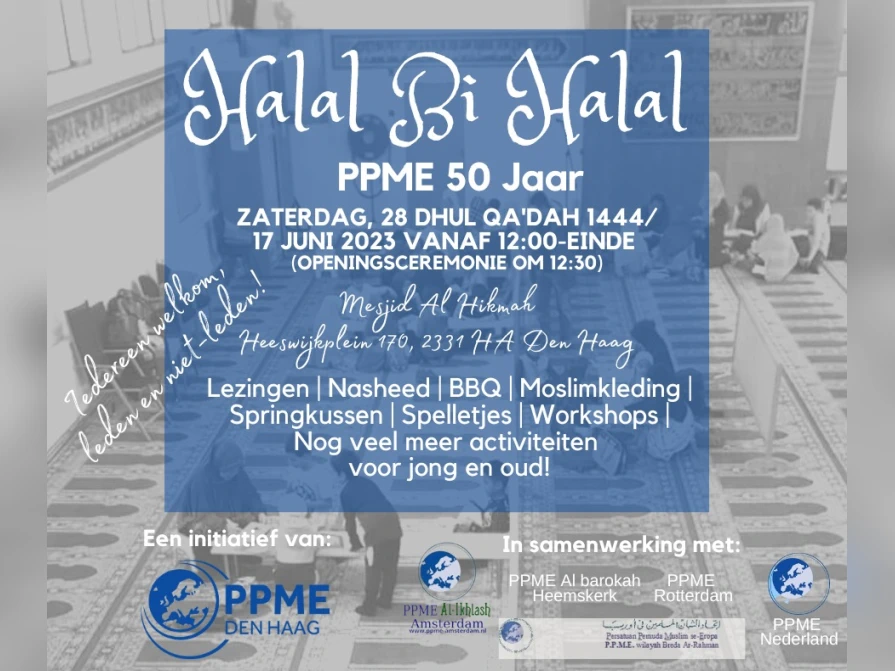 Halal Bi Halal
PPME 50 Jaar
ZATERDAG, 28 DHUL QA'DAH 1444/
17 JUNI 2023 VANAF 12:00-EINDE
(OPENINGSCEREMONIE OM 12:30)
Mesjid Al Hikmah
Heeswijkplein 170, 2331 HA Den Haag
Iedereen welkom,
leden en niet-leden!
Lezingen | Nasheed | BBQ | Moslimkleding |
Springkussen | Spelletjes | Workshops |
Nog veel meer activiteiten
voor jong en oud!
Een initiatief van:
PPME
DEN HAAG
PPME Al-Ikhlash
Amsterdam
www.ppme-amsterdam.nl
In samenwerking met:
PPME Al barokah
Heemskerk
PPME
Rotterdam
Persatuan Pemuda Muslim se-Eropa
P.P.M.E. wilayah Breda Ar-Rahman
PPME
Nederland